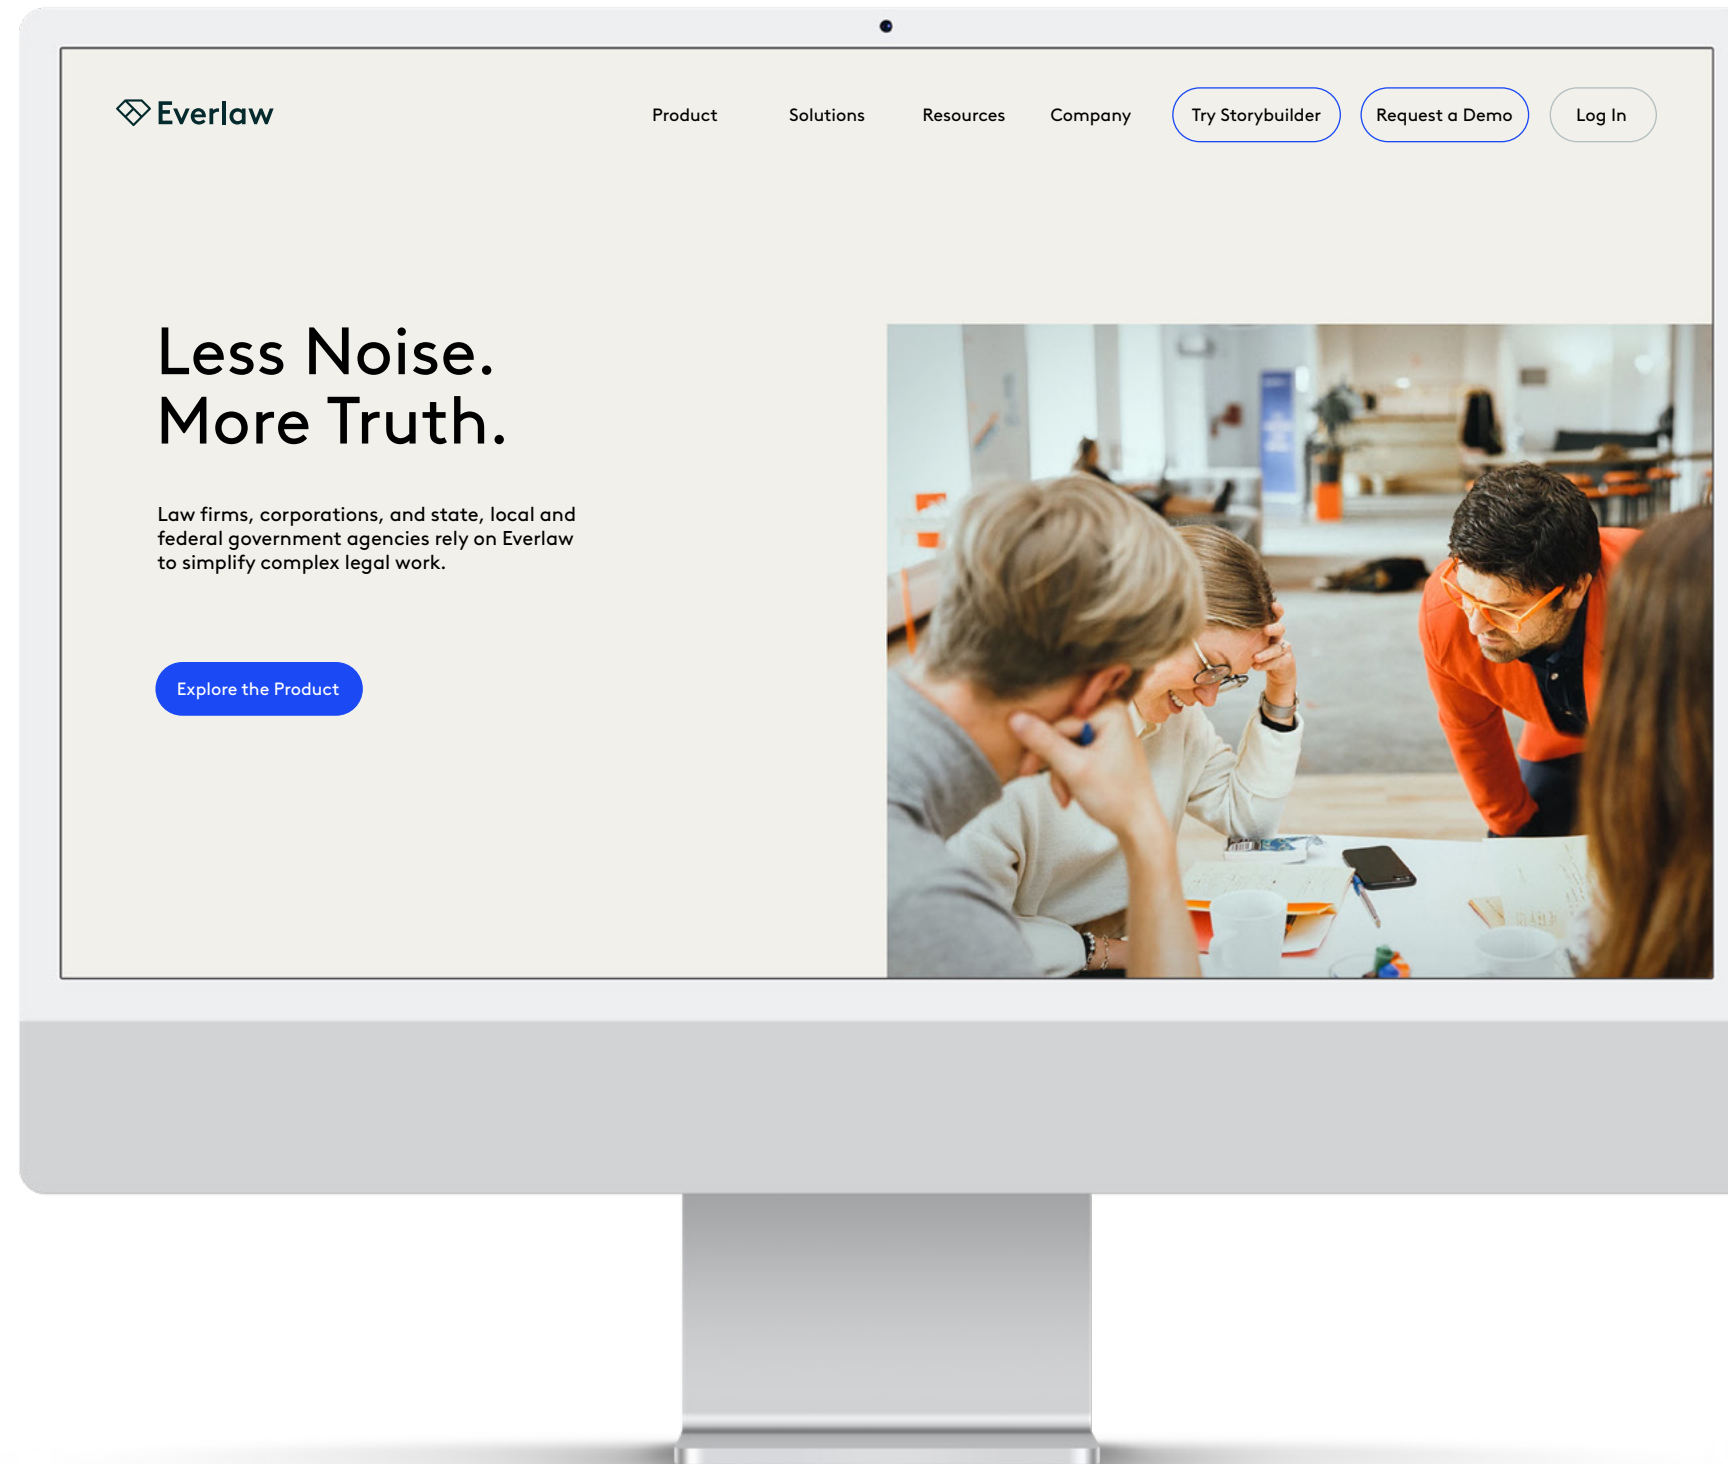 Everlaw
Product
Solutions
Resources
Company
Try Storybuilder
Request a Demo
Log In
Less Noise.
More Truth.
Law firms, corporations, and state, local and
federal government agencies rely on Everlaw
to simplify complex legal work.
Explore the Product